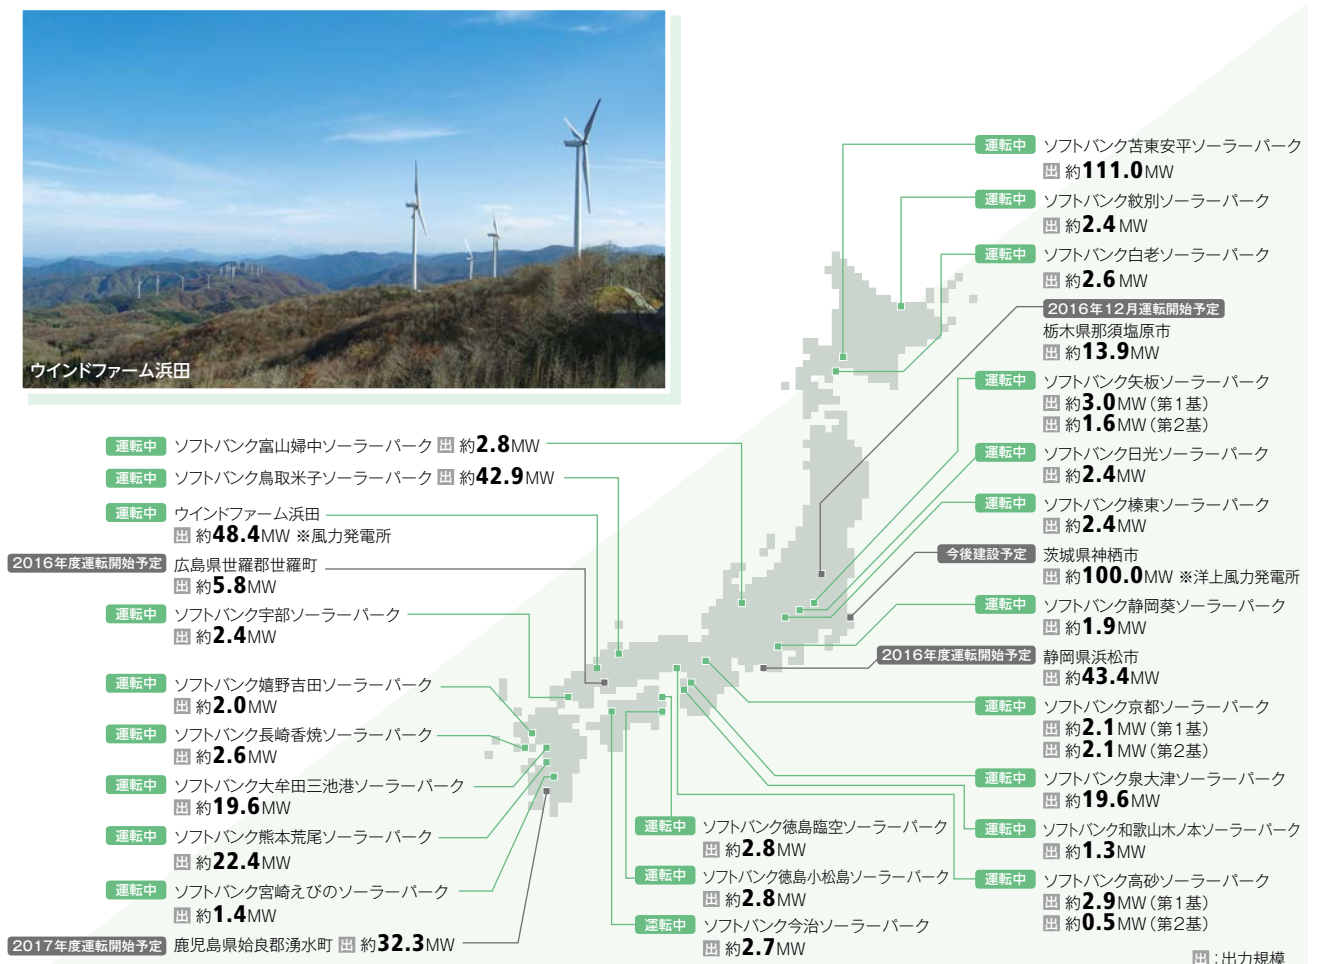 ウインドファーム浜田
運転中 ソフトバンク富山婦中ソーラーパーク 出 約2.8MW
運転中 ソフトバンク鳥取米子ソーラーパーク 出 約42.9MW
運転中 ウインドファーム浜田
出 約48.4MW ※風力発電所
2016年度運転開始予定 広島県世羅郡世羅町
出 約5.8MW
運転中 ソフトバンク宇部ソーラーパーク
出 約2.4MW
運転中 ソフトバンク嬉野吉田ソーラーパーク
出 約2.0MW
運転中 ソフトバンク長崎香焼ソーラーパーク
出 約2.6MW
運転中 ソフトバンク大牟田三池港ソーラーパーク
出 約19.6MW
運転中 ソフトバンク熊本荒尾ソーラーパーク
出 約22.4MW
運転中 ソフトバンク宮崎えびのソーラーパーク
出 約1.4MW
2017年度運転開始予定 鹿児島県姶良郡湧水町 出 約32.3MW
運転中 ソフトバンク徳島臨空ソーラーパーク
出 約2.8MW
運転中 ソフトバンク徳島小松島ソーラーパーク
出 約2.8MW
運転中 ソフトバンク今治ソーラーパーク
出 約2.7MW
運転中 ソフトバンク苫東安平ソーラーパーク
出 約111.0MW
運転中 ソフトバンク紋別ソーラーパーク
出 約2.4MW
運転中 ソフトバンク白老ソーラーパーク
出 約2.6MW
2016年12月運転開始予定
栃木県那須塩原市
出 約13.9MW
運転中 ソフトバンク矢板ソーラーパーク
出 約3.0MW(第1基)
出 約1.6MW(第2基)
運転中 ソフトバンク日光ソーラーパーク
出 約2.4MW
運転中 ソフトバンク榛東ソーラーパーク
出 約2.4MW
今後建設予定 茨城県神栖市
出 約100.0MW ※洋上風力発電所
運転中 ソフトバンク静岡葵ソーラーパーク
出 約1.9MW
2016年度運転開始予定 静岡県浜松市
出 約43.4MW
運転中 ソフトバンク京都ソーラーパーク
出 約2.1MW(第1基)
出 約2.1MW(第2基)
運転中 ソフトバンク泉大津ソーラーパーク
出 約19.6MW
運転中 ソフトバンク和歌山木ノ本ソーラーパーク
出 約1.3MW
運転中 ソフトバンク高砂ソーラーパーク
出 約2.9MW(第1基)
出 約0.5MW(第2基)
出:出力規模